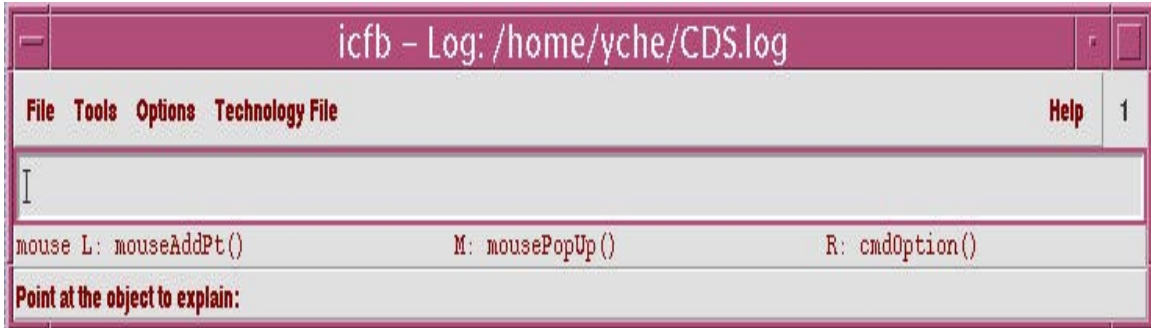 icfb – Log: /home/yche/CDS.log
File Tools Options Technology File Help 1
mouse L: mouseAddPt() M: mousePopUp() R: cmdOption()
Point at the object to explain: